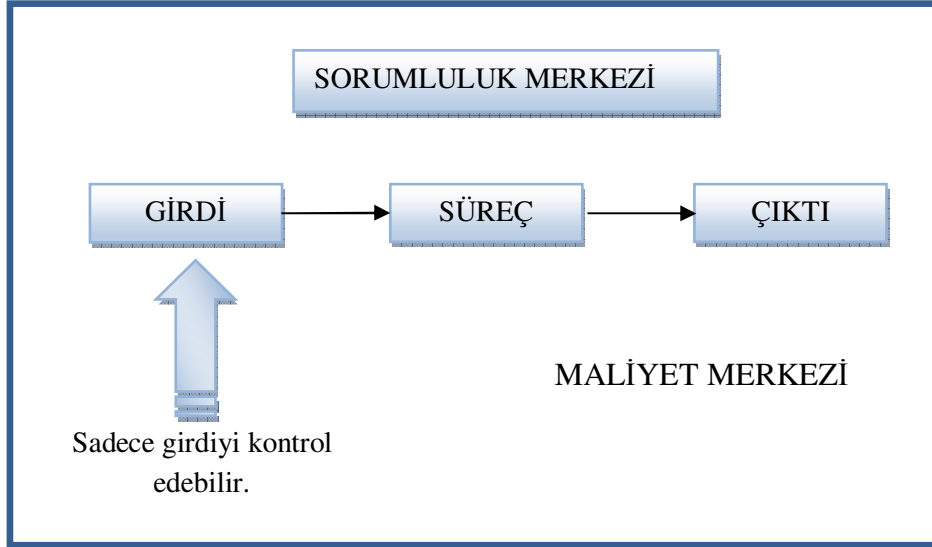 SORUMLULUK MERKEZİ
GİRDİ
SÜREÇ
ÇIKTI
MALİYET MERKEZİ
Sadece girdiyi kontrol
edebilir.